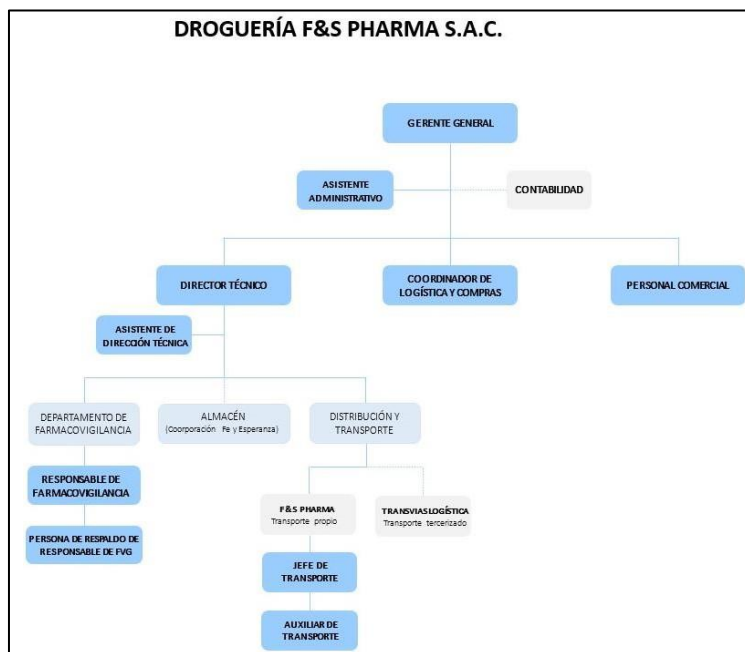 DROGUERÍA F&S PHARMA S.A.C.
GERENTE GENERAL
ASISTENTE
ADMINISTRATIVO
CONTABILIDAD
DIRECTOR TÉCNICO
COORDINADOR DE
LOGÍSTICA Y COMPRAS
PERSONAL COMERCIAL
ASISTENTE DE
DIRECCIÓN TÉCNICA
DEPARTAMENTO DE
FARMACOVIGILANCIA
ALMACÉN
(Coorporación Fe y Esperanza)
DISTRIBUCIÓN Y
TRANSPORTE
RESPONSABLE DE
FARMACOVIGILANCIA
F&S PHARMA
Transporte propio
TRANSVIAS LOGÍSTICA
Transporte tercerizado
PERSONA DE RESPALDO DE
RESPONSABLE DE FVG
JEFE DE
TRANSPORTE
AUXILIAR DE
TRANSPORTE